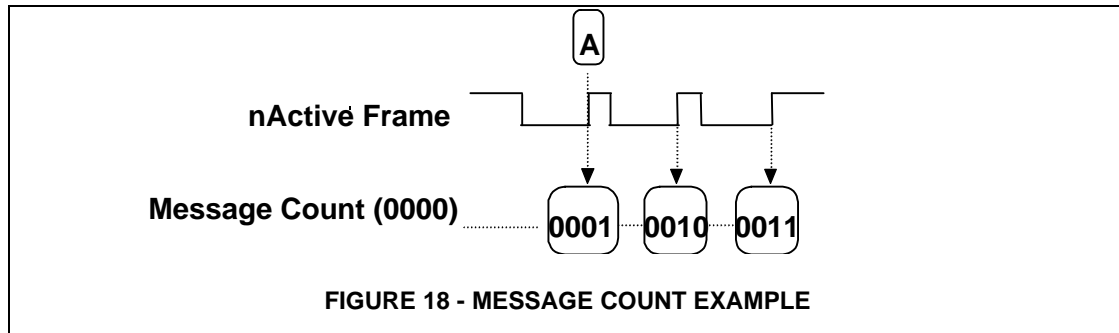 A
nActive Frame
Message Count (0000)
0001 0010 0011
FIGURE 18 - MESSAGE COUNT EXAMPLE